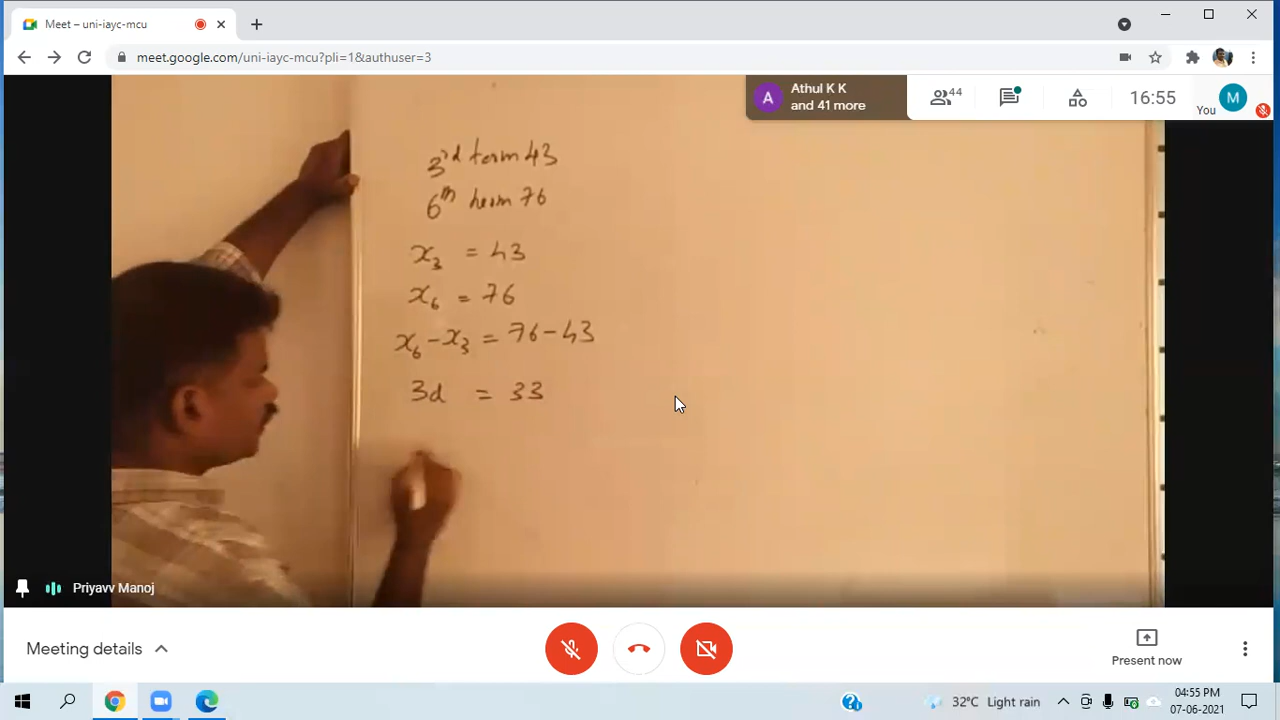 Meet – uni-iayc-mcu
meet.google.com/uni-iayc-mcu?pli=1&authuser=3
A
Athul K K
and 41 more
44
16:55
You
M
3rd term 43
6th term 76
x₃ = 43
x₆ = 76
x₆ – x₃ = 76 – 43
3d = 33
Priyavv Manoj
Meeting details
Present now
32°C Light rain
04:55 PM
07-06-2021